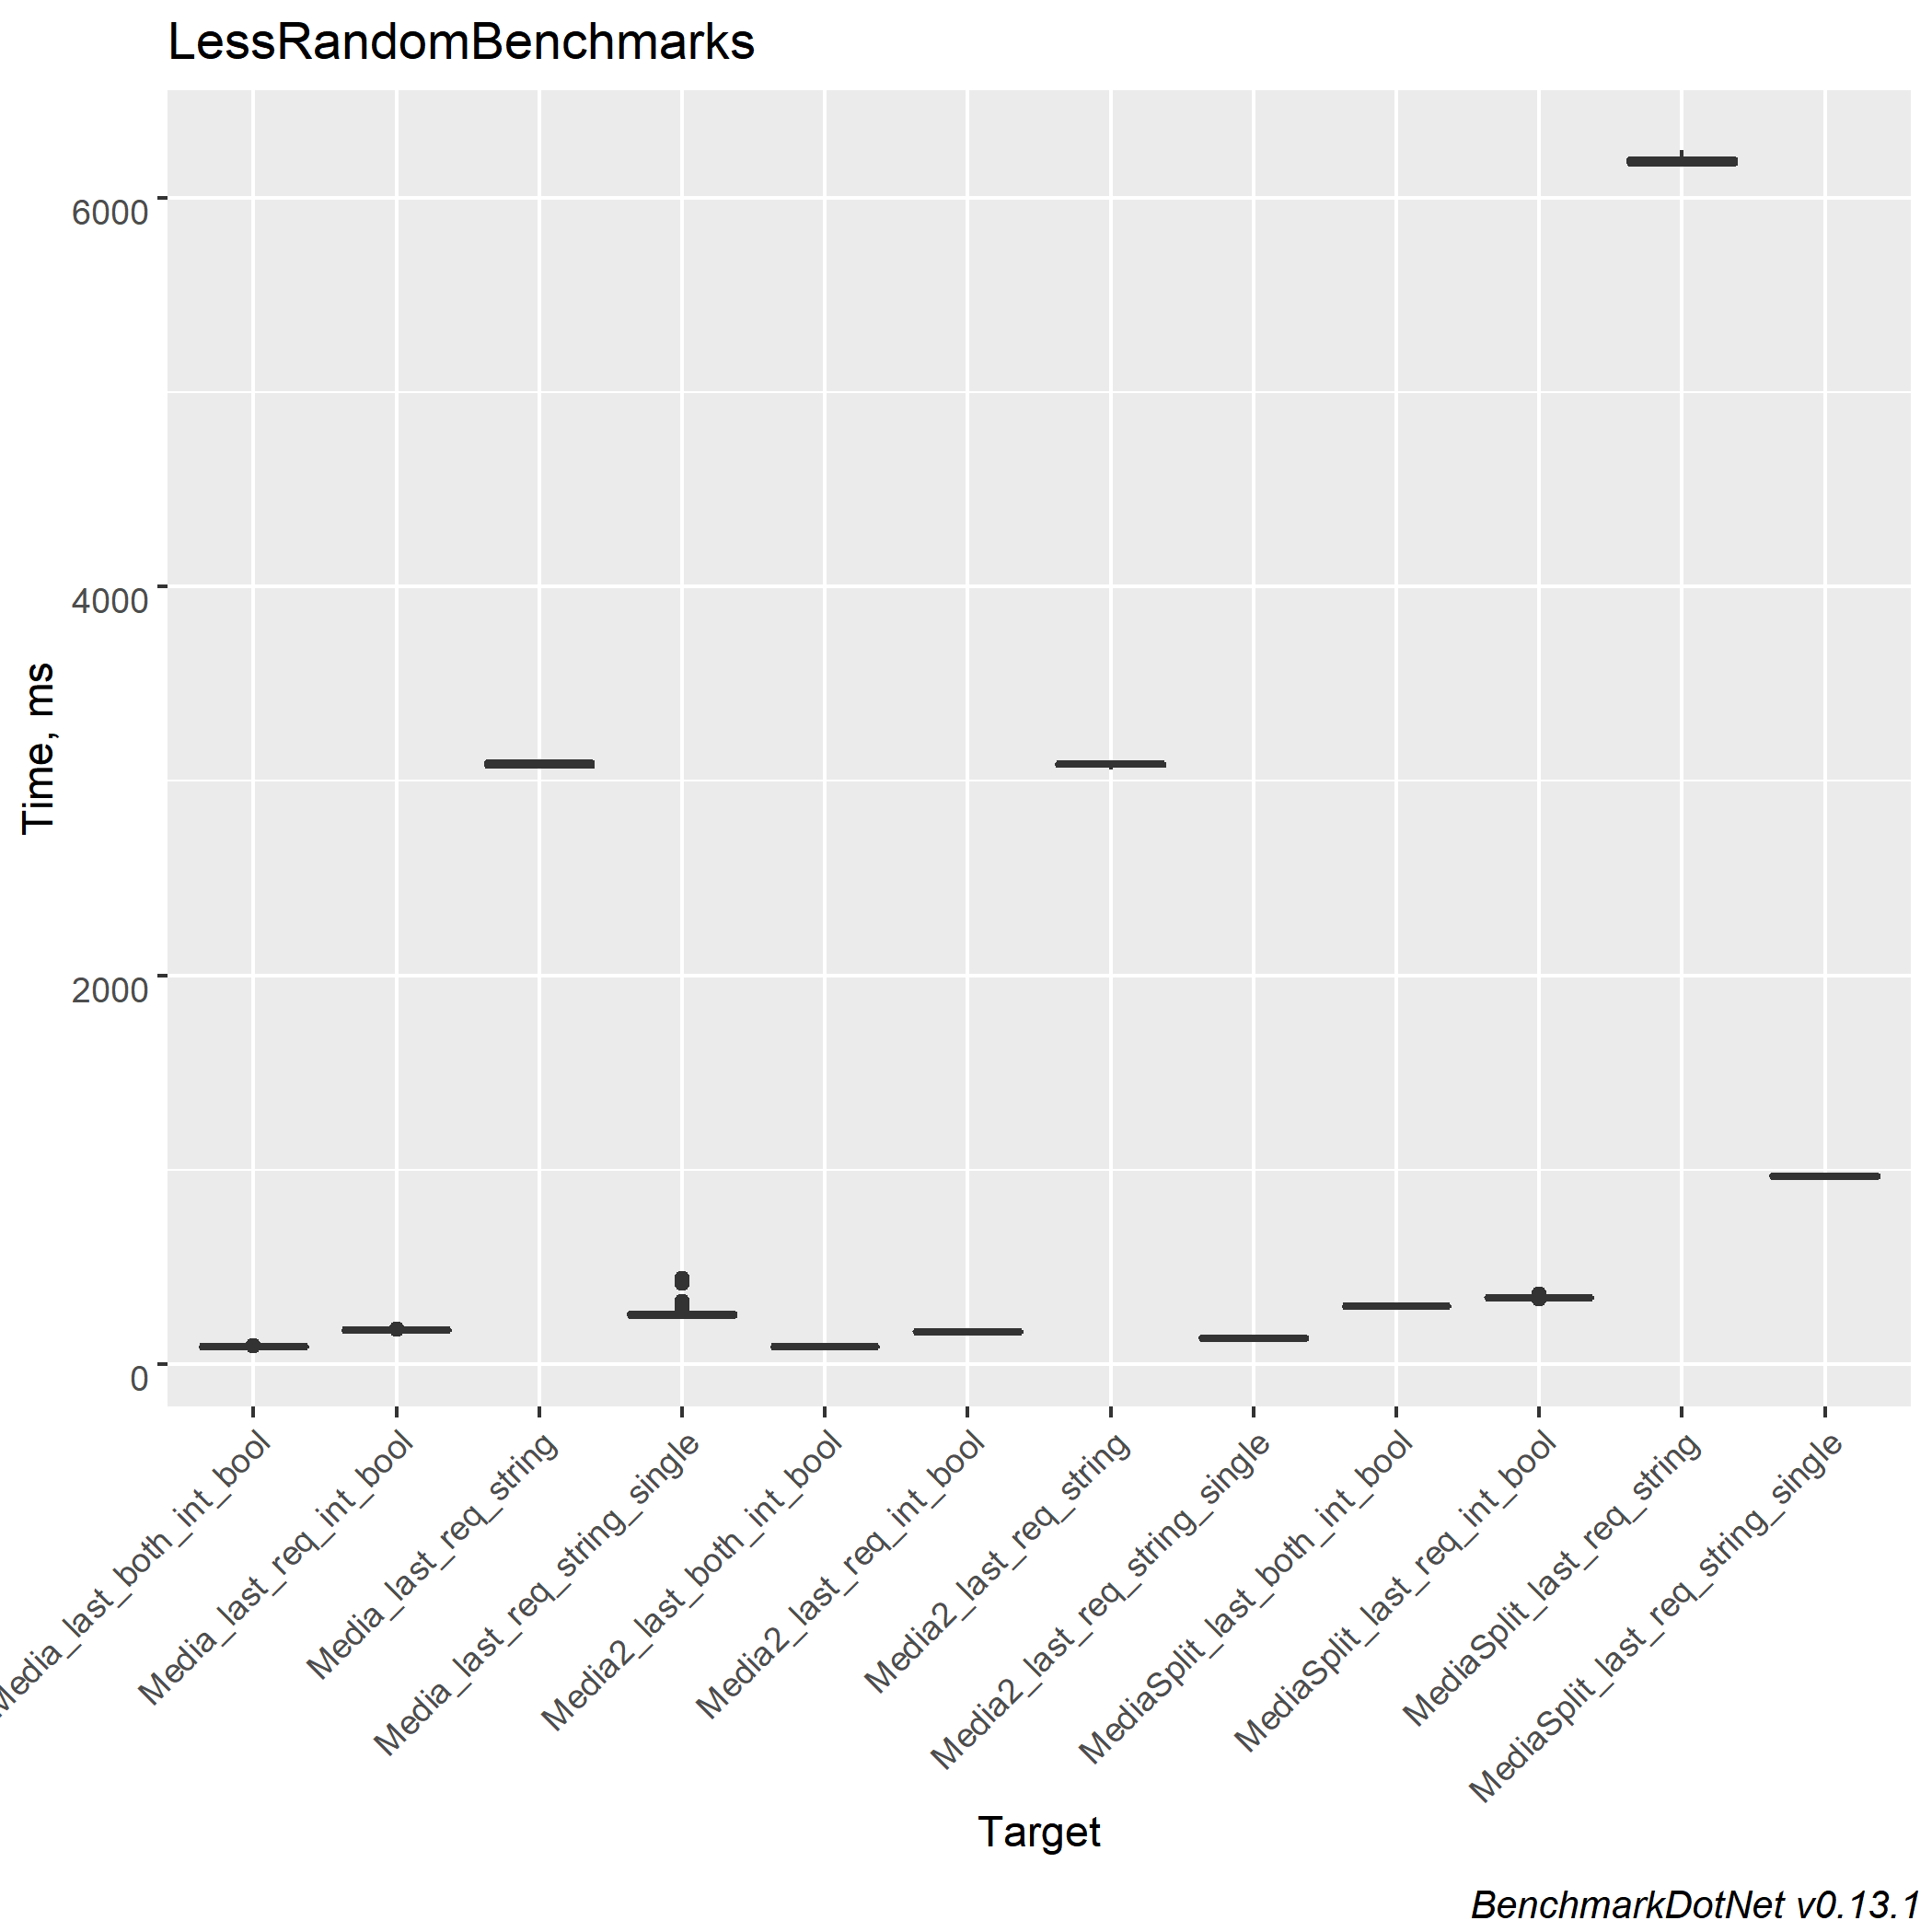 LessRandomBenchmarks
Time, ms
6000
4000
2000
0
Media_last_both_int_bool
Media_last_req_int_bool
Media_last_req_string
Media_last_req_string_single
Media2_last_both_int_bool
Media2_last_req_int_bool
Media2_last_req_string
Media2_last_req_string_single
MediaSplit_last_both_int_bool
MediaSplit_last_req_int_bool
MediaSplit_last_req_string
MediaSplit_last_req_string_single
Target
BenchmarkDotNet v0.13.1